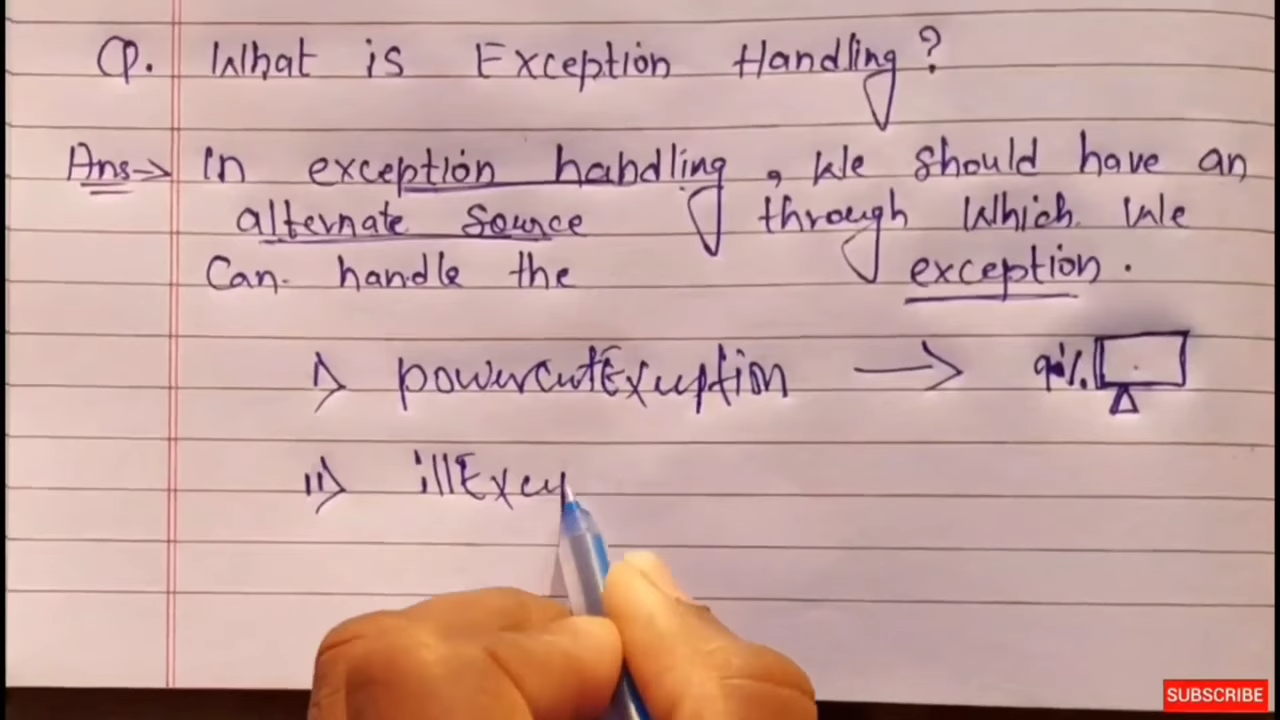 Q. What is Exception Handling?
Ans→ In exception handling, We should have an
alternate source through Which We
Can handle the exception.
i) powercutException → 90%
ii) illExcep
SUBSCRIBE